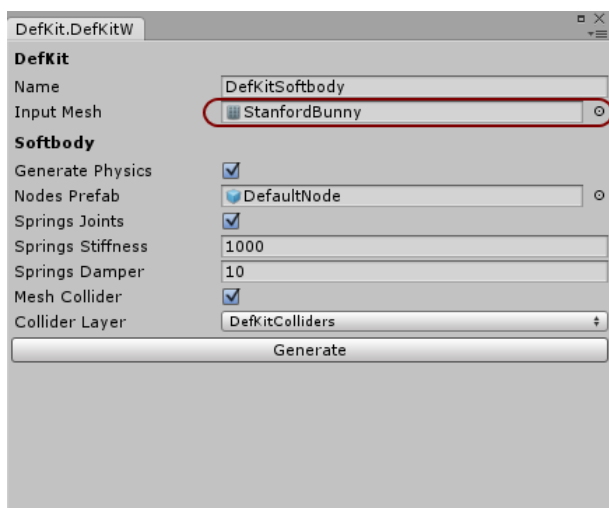 DefKit.DefKitW
DefKit
Name DefKitSoftbody
Input Mesh StanfordBunny
Softbody
Generate Physics
Nodes Prefab DefaultNode
Springs Joints
Springs Stiffness 1000
Springs Damper 10
Mesh Collider
Collider Layer DefKitColliders
Generate